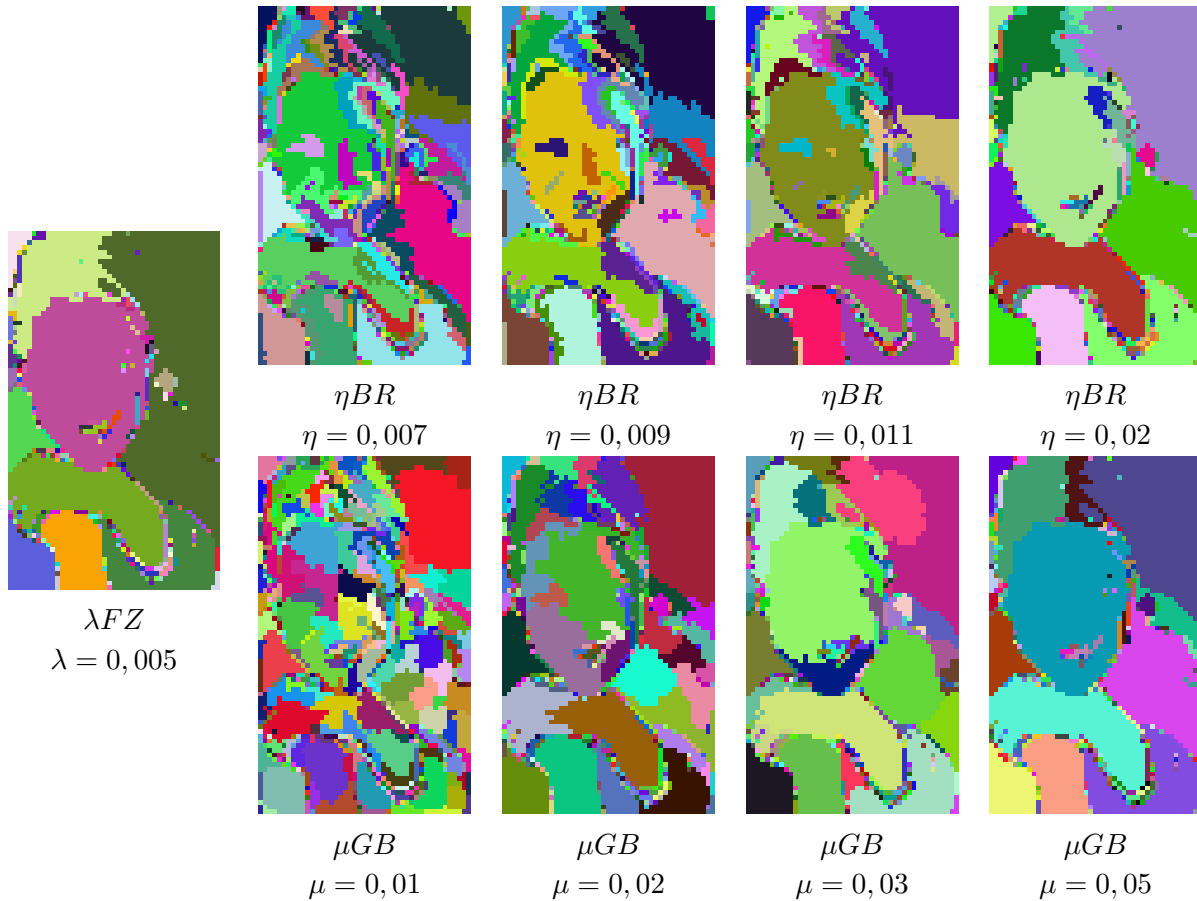 ηBR
ηBR
ηBR
ηBR
η = 0,007
η = 0,009
η = 0,011
η = 0,02
λFZ
λ = 0,005
μGB
μGB
μGB
μGB
μ = 0,01
μ = 0,02
μ = 0,03
μ = 0,05